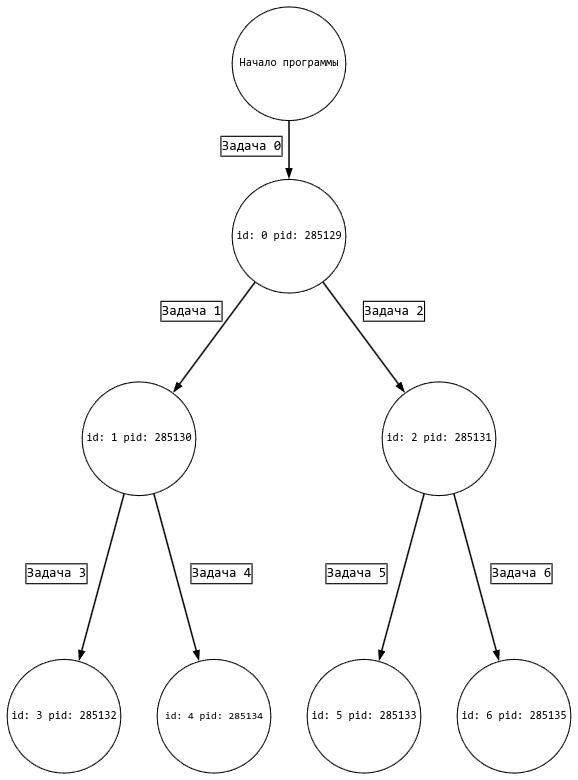 Начало программы
Задача 0
id: 0 pid: 285129
Задача 1
Задача 2
id: 1 pid: 285130
id: 2 pid: 285131
Задача 3
Задача 4
Задача 5
Задача 6
id: 3 pid: 285132
id: 4 pid: 285134
id: 5 pid: 285133
id: 6 pid: 285135